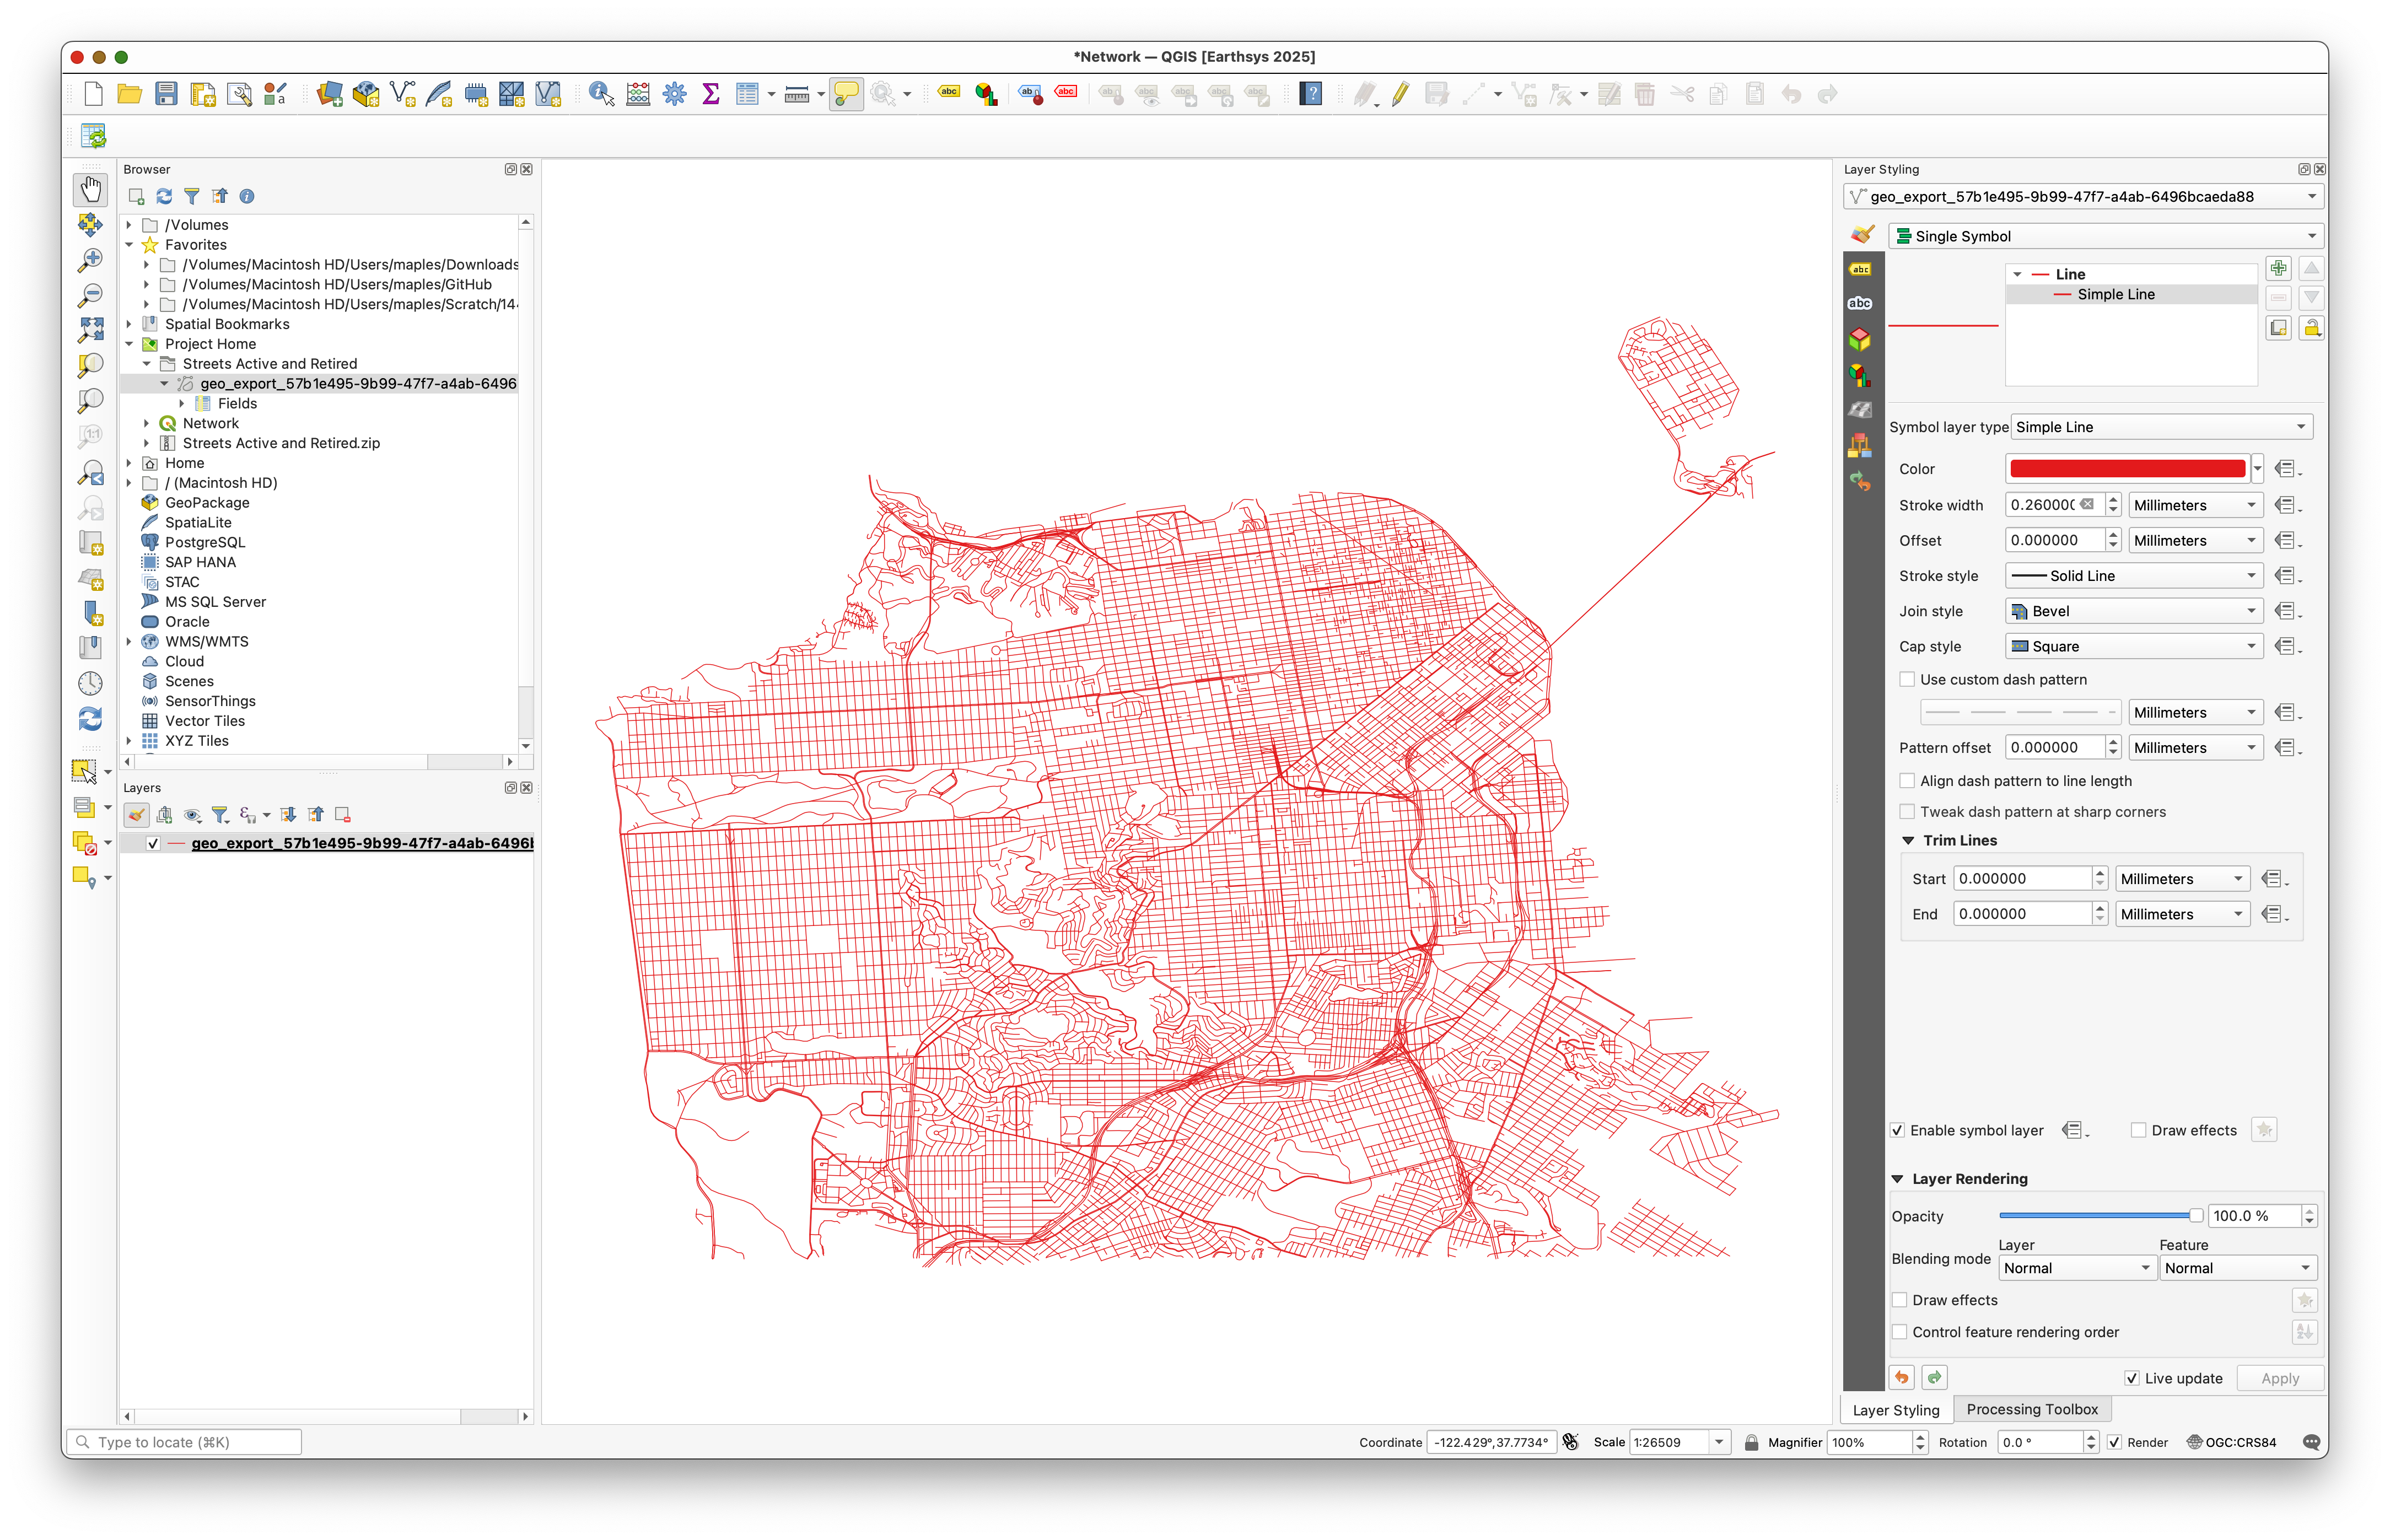 *Network — QGIS [Earthsys 2025]
Browser
/Volumes
Favorites
/Volumes/Macintosh HD/Users/maples/Downloads
/Volumes/Macintosh HD/Users/maples/GitHub
/Volumes/Macintosh HD/Users/maples/Scratch/14
Spatial Bookmarks
Project Home
Streets Active and Retired
geo_export_57b1e495-9b99-47f7-a4ab-6496
Fields
Network
Streets Active and Retired.zip
Home
/ (Macintosh HD)
GeoPackage
SpatiaLite
PostgreSQL
SAP HANA
STAC
MS SQL Server
Oracle
WMS/WMTS
Cloud
Scenes
SensorThings
Vector Tiles
XYZ Tiles
Layers
geo_export_57b1e495-9b99-47f7-a4ab-6496b
Type to locate (⌘K)
Layer Styling
geo_export_57b1e495-9b99-47f7-a4ab-6496bcaeda88
Single Symbol
Line
Simple Line
Symbol layer type Simple Line
Color
Stroke width 0.260000 Millimeters
Offset 0.000000 Millimeters
Stroke style Solid Line
Join style Bevel
Cap style Square
Use custom dash pattern
Millimeters
Pattern offset 0.000000 Millimeters
Align dash pattern to line length
Tweak dash pattern at sharp corners
Trim Lines
Start 0.000000 Millimeters
End 0.000000 Millimeters
Enable symbol layer Draw effects
Layer Rendering
Opacity 100.0 %
Layer Feature
Blending mode Normal Normal
Draw effects
Control feature rendering order
Live update Apply
Layer Styling Processing Toolbox
Coordinate -122.429°,37.7734° Scale 1:26509 Magnifier 100% Rotation 0.0 ° Render OGC:CRS84